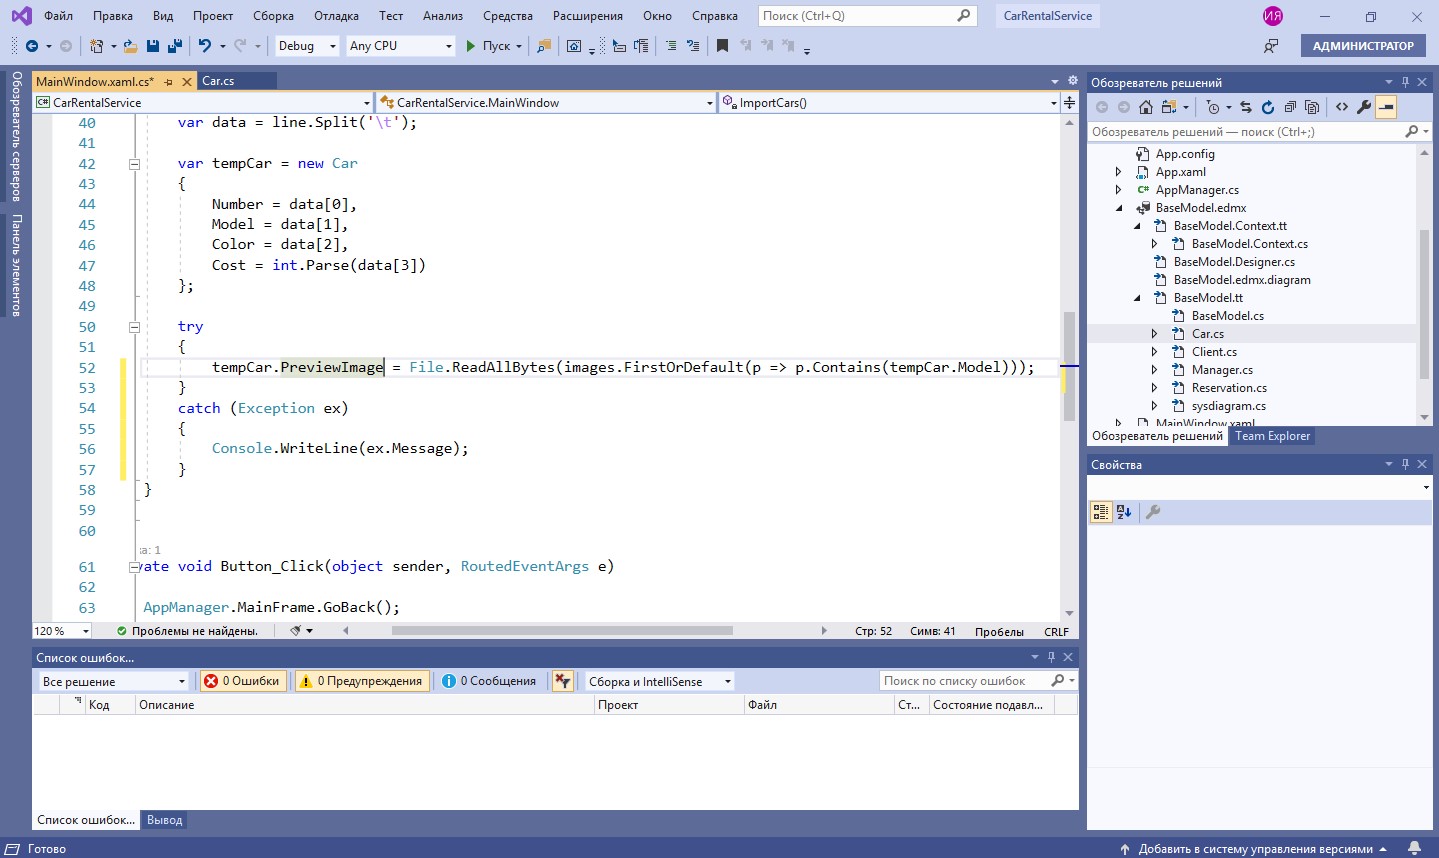 Файл Правка Вид Проект Сборка Отладка Тест Анализ Средства Расширения Окно Справка Поиск (Ctrl+Q) CarRentalService ИЯ
Debug Any CPU Пуск АДМИНИСТРАТОР
Обозреватель серверов
Панель элементов
MainWindow.xaml.cs* Car.cs
CarRentalService CarRentalService.MainWindow ImportCars()
40 var data = line.Split('\t');
41
42 var tempCar = new Car
43 {
44 Number = data[0],
45 Model = data[1],
46 Color = data[2],
47 Cost = int.Parse(data[3])
48 };
49
50 try
51 {
52 tempCar.PreviewImage = File.ReadAllBytes(images.FirstOrDefault(p => p.Contains(tempCar.Model)));
53 }
54 catch (Exception ex)
55 {
56 Console.WriteLine(ex.Message);
57 }
58 }
59
60
ка: 1
61 vate void Button_Click(object sender, RoutedEventArgs e)
62
63 AppManager.MainFrame.GoBack();
120 % Проблемы не найдены. Стр: 52 Симв: 41 Пробелы CRLF
Список ошибок...
Все решение 0 Ошибки 0 Предупреждения 0 Сообщения Сборка и IntelliSense Поиск по списку ошибок
Код Описание Проект Файл Ст... Состояние подавл...
Список ошибок... Вывод
Обозреватель решений
Обозреватель решений — поиск (Ctrl+;)
App.config
App.xaml
AppManager.cs
BaseModel.edmx
BaseModel.Context.tt
BaseModel.Context.cs
BaseModel.Designer.cs
BaseModel.edmx.diagram
BaseModel.tt
BaseModel.cs
Car.cs
Client.cs
Manager.cs
Reservation.cs
sysdiagram.cs
MainWindow.xaml
Обозреватель решений Team Explorer
Свойства
Готово Добавить в систему управления версиями